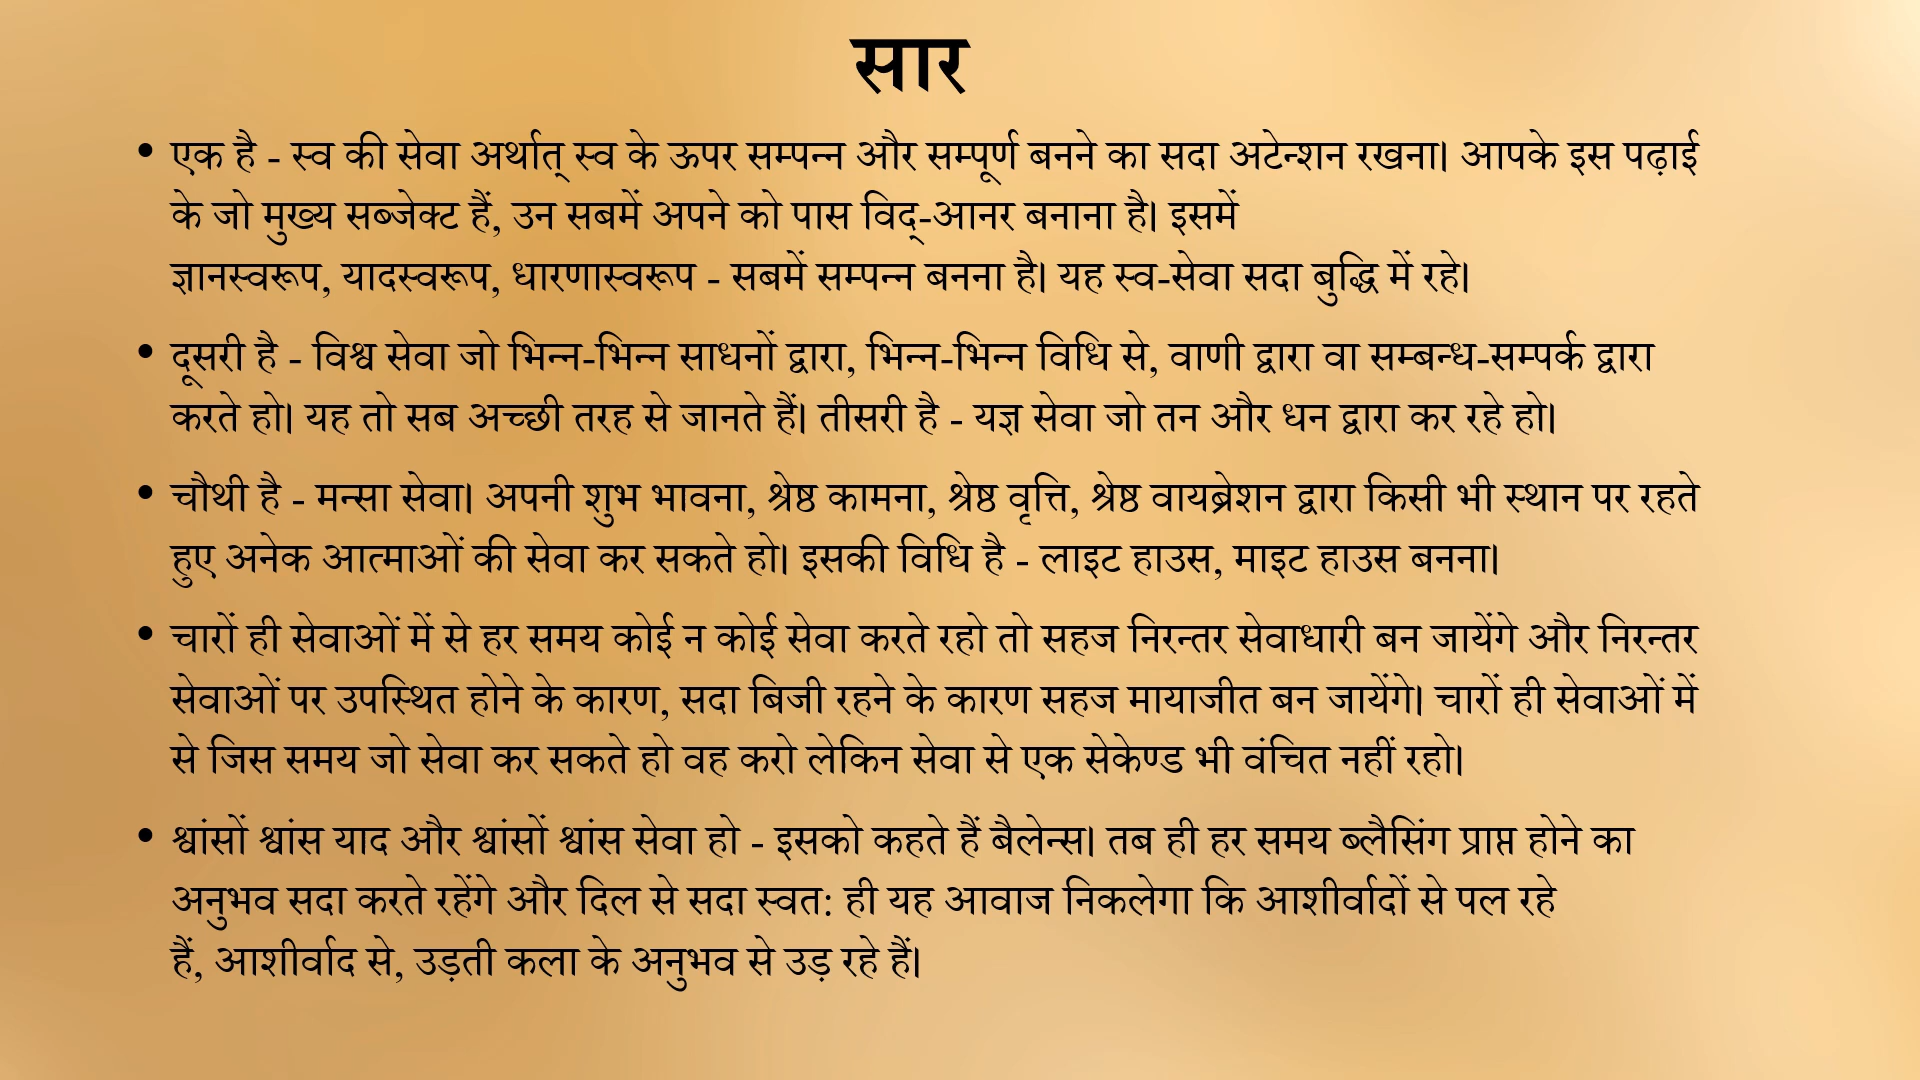 सार
• एक है - स्व की सेवा अर्थात् स्व के ऊपर सम्पन्न और सम्पूर्ण बनने का सदा अटेन्शन रखना। आपके इस पढ़ाई
के जो मुख्य सब्जेक्ट हैं, उन सबमें अपने को पास विद्-आनर बनाना है। इसमें
ज्ञानस्वरूप, यादस्वरूप, धारणास्वरूप - सबमें सम्पन्न बनना है। यह स्व-सेवा सदा बुद्धि में रहे।
• दूसरी है - विश्व सेवा जो भिन्न-भिन्न साधनों द्वारा, भिन्न-भिन्न विधि से, वाणी द्वारा वा सम्बन्ध-सम्पर्क द्वारा
करते हो। यह तो सब अच्छी तरह से जानते हैं। तीसरी है - यज्ञ सेवा जो तन और धन द्वारा कर रहे हो।
• चौथी है - मन्सा सेवा। अपनी शुभ भावना, श्रेष्ठ कामना, श्रेष्ठ वृत्ति, श्रेष्ठ वायब्रेशन द्वारा किसी भी स्थान पर रहते
हुए अनेक आत्माओं की सेवा कर सकते हो। इसकी विधि है - लाइट हाउस, माइट हाउस बनना।
• चारों ही सेवाओं में से हर समय कोई न कोई सेवा करते रहो तो सहज निरन्तर सेवाधारी बन जायेंगे और निरन्तर
सेवाओं पर उपस्थित होने के कारण, सदा बिजी रहने के कारण सहज मायाजीत बन जायेंगे। चारों ही सेवाओं में
से जिस समय जो सेवा कर सकते हो वह करो लेकिन सेवा से एक सेकेण्ड भी वंचित नहीं रहो।
• श्वांसों श्वांस याद और श्वांसों श्वांस सेवा हो - इसको कहते हैं बैलेन्स। तब ही हर समय ब्लैसिंग प्राप्त होने का
अनुभव सदा करते रहेंगे और दिल से सदा स्वत: ही यह आवाज निकलेगा कि आशीर्वादों से पल रहे
हैं, आशीर्वाद से, उड़ती कला के अनुभव से उड़ रहे हैं।